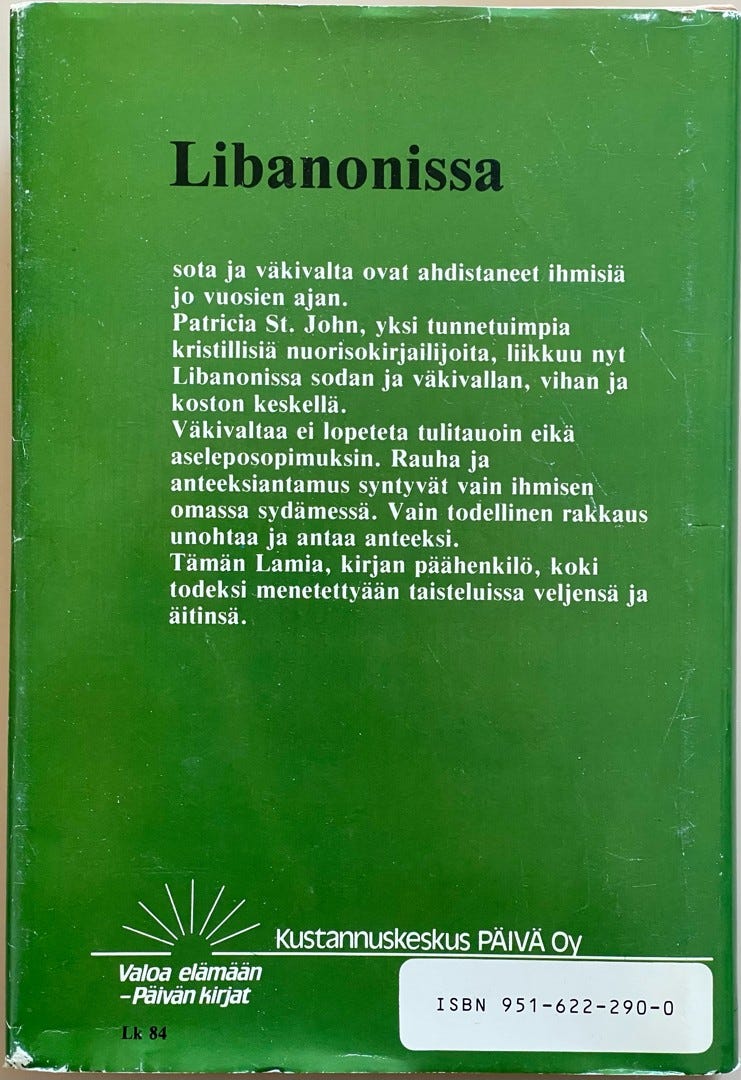 Libanonissa
sota ja väkivalta ovat ahdistaneet ihmisiä
jo vuosien ajan.
Patricia St. John, yksi tunnetuimpia
kristillisiä nuorisokirjailijoita, liikkuu nyt
Libanonissa sodan ja väkivallan, vihan ja
koston keskellä.
Väkivaltaa ei lopeteta tulitauoin eikä
aseleposopimuksin. Rauha ja
anteeksiantamus syntyvät vain ihmisen
omassa sydämessä. Vain todellinen rakkaus
unohtaa ja antaa anteeksi.
Tämän Lamia, kirjan päähenkilö, koki
todeksi menetettyään taisteluissa veljensä ja
äitinsä.
Kustannuskeskus PÄIVÄ Oy
Valoa elämään
–Päivän kirjat
ISBN 951-622-290-0
Lk 84